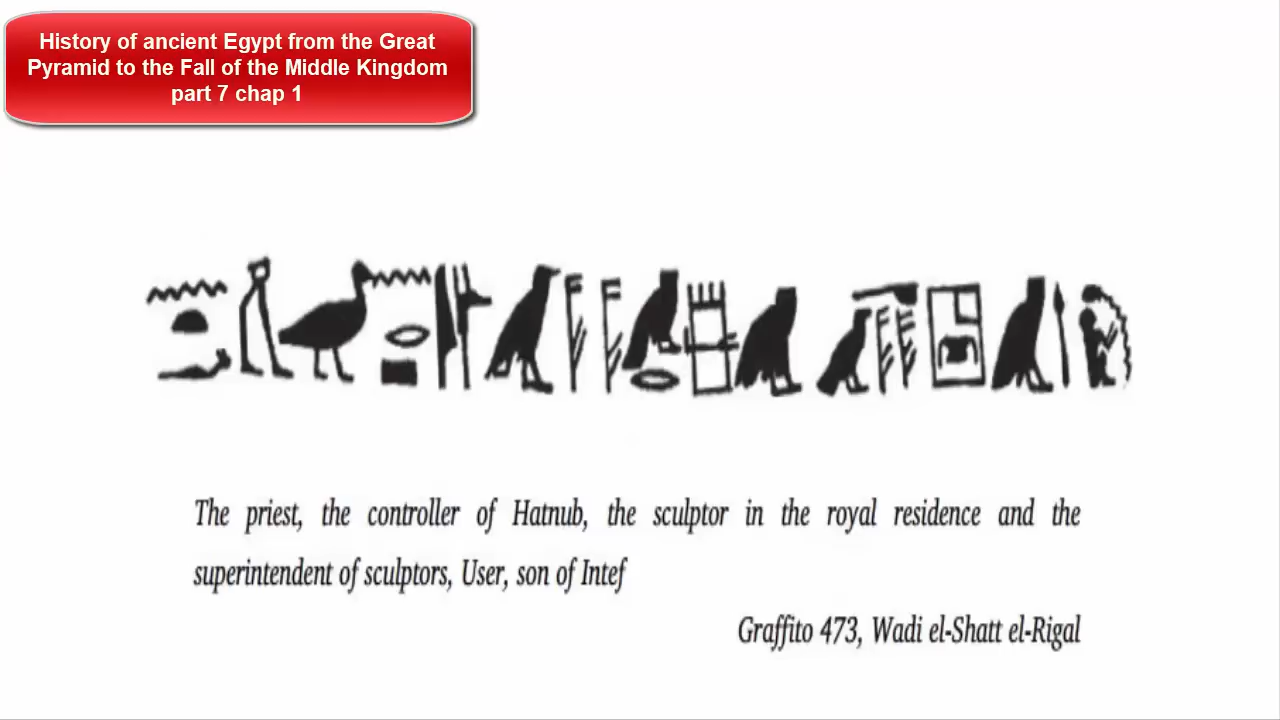 History of ancient Egypt from the Great
Pyramid to the Fall of the Middle Kingdom
part 7 chap 1
The priest, the controller of Hatnub, the sculptor in the royal residence and the
superintendent of sculptors, User, son of Intef
Graffito 473, Wadi el-Shatt el-Rigal